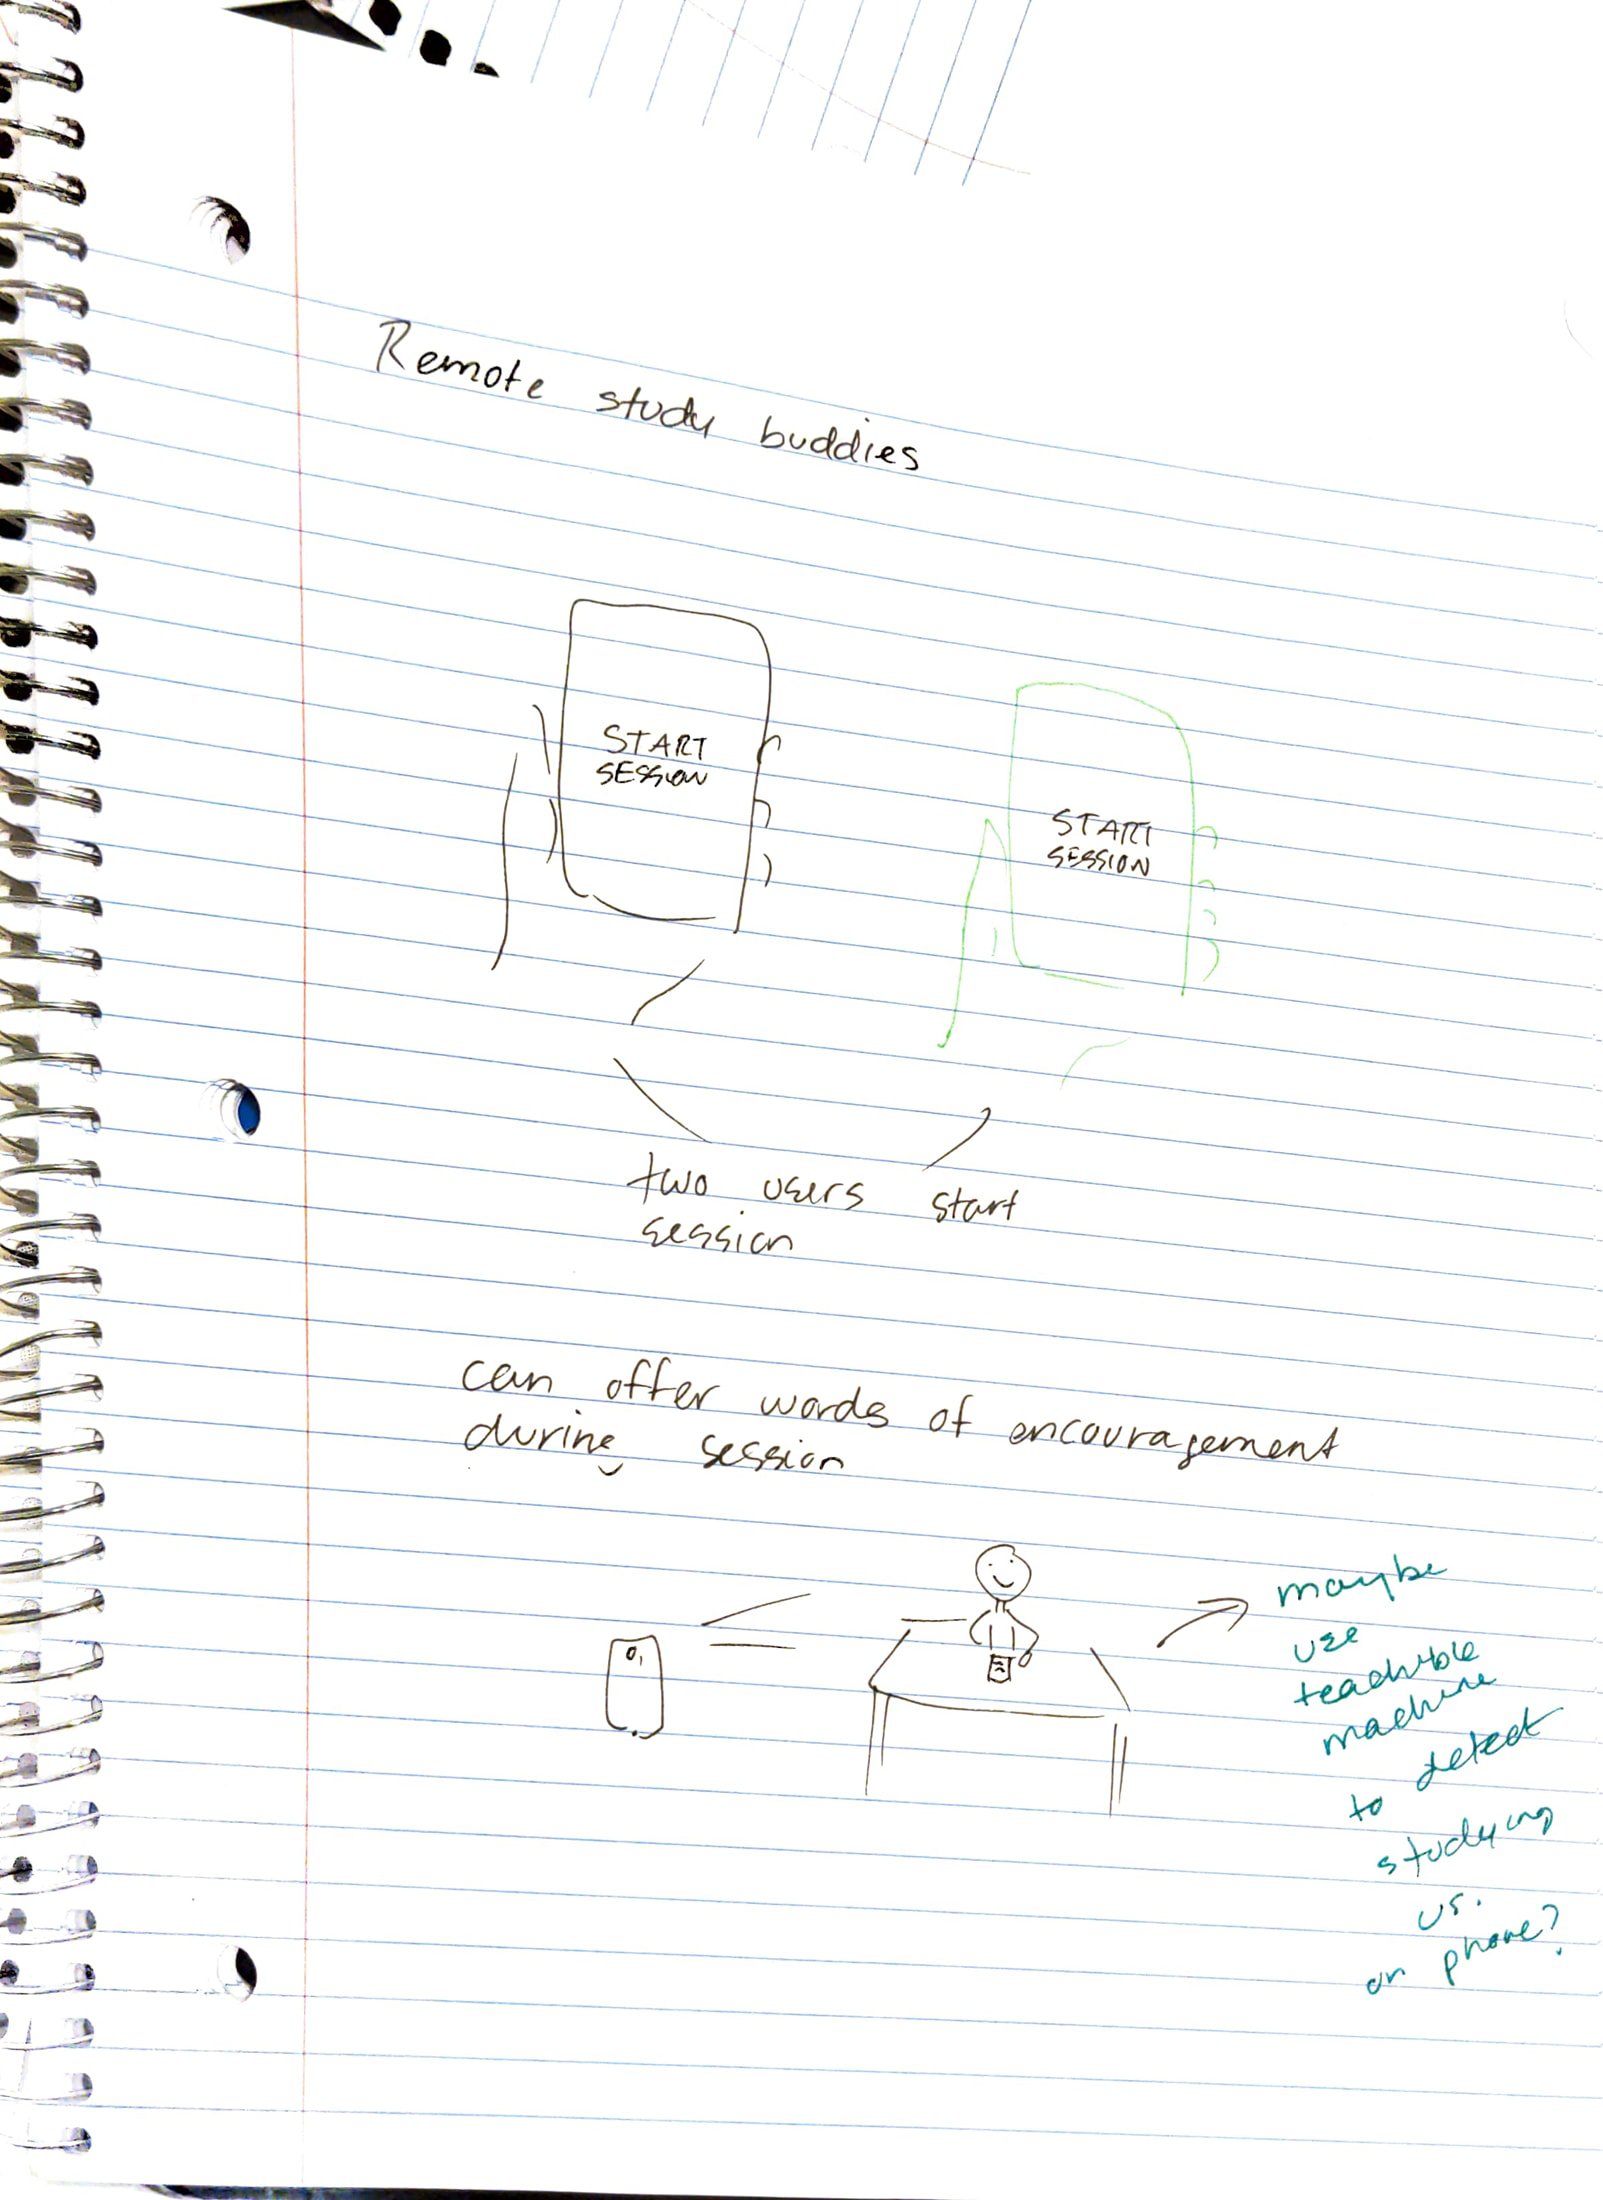 Remote study buddies
START
SESSION
START
SESSION
two users start
session
can offer words of encouragement
during session
maybe
use
teachable
machine
to detect
studying
vs.
on phone?